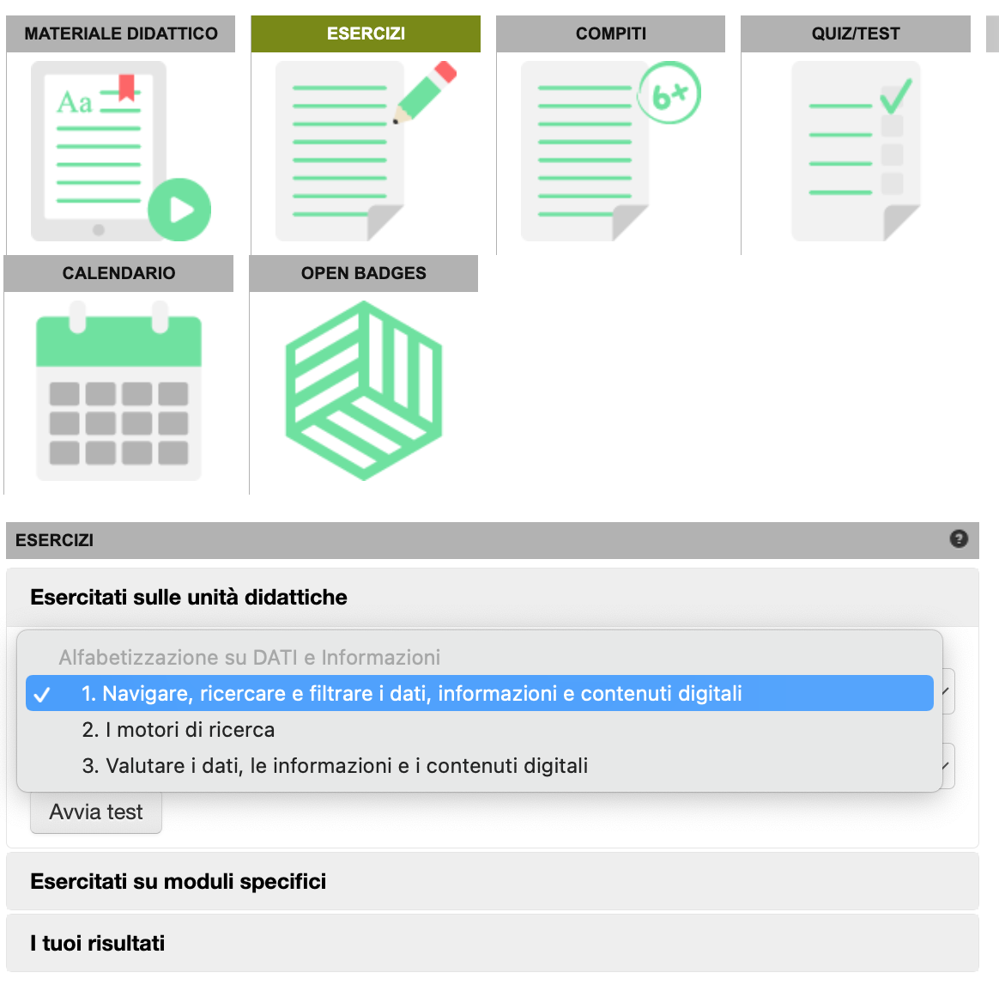 MATERIALE DIDATTICO
ESERCIZI
COMPITI
QUIZ/TEST
Aa
6+
CALENDARIO
OPEN BADGES
ESERCIZI
?
Esercitati sulle unità didattiche
Alfabetizzazione su DATI e Informazioni
1. Navigare, ricercare e filtrare i dati, informazioni e contenuti digitali
2. I motori di ricerca
3. Valutare i dati, le informazioni e i contenuti digitali
Avvia test
Esercitati su moduli specifici
I tuoi risultati